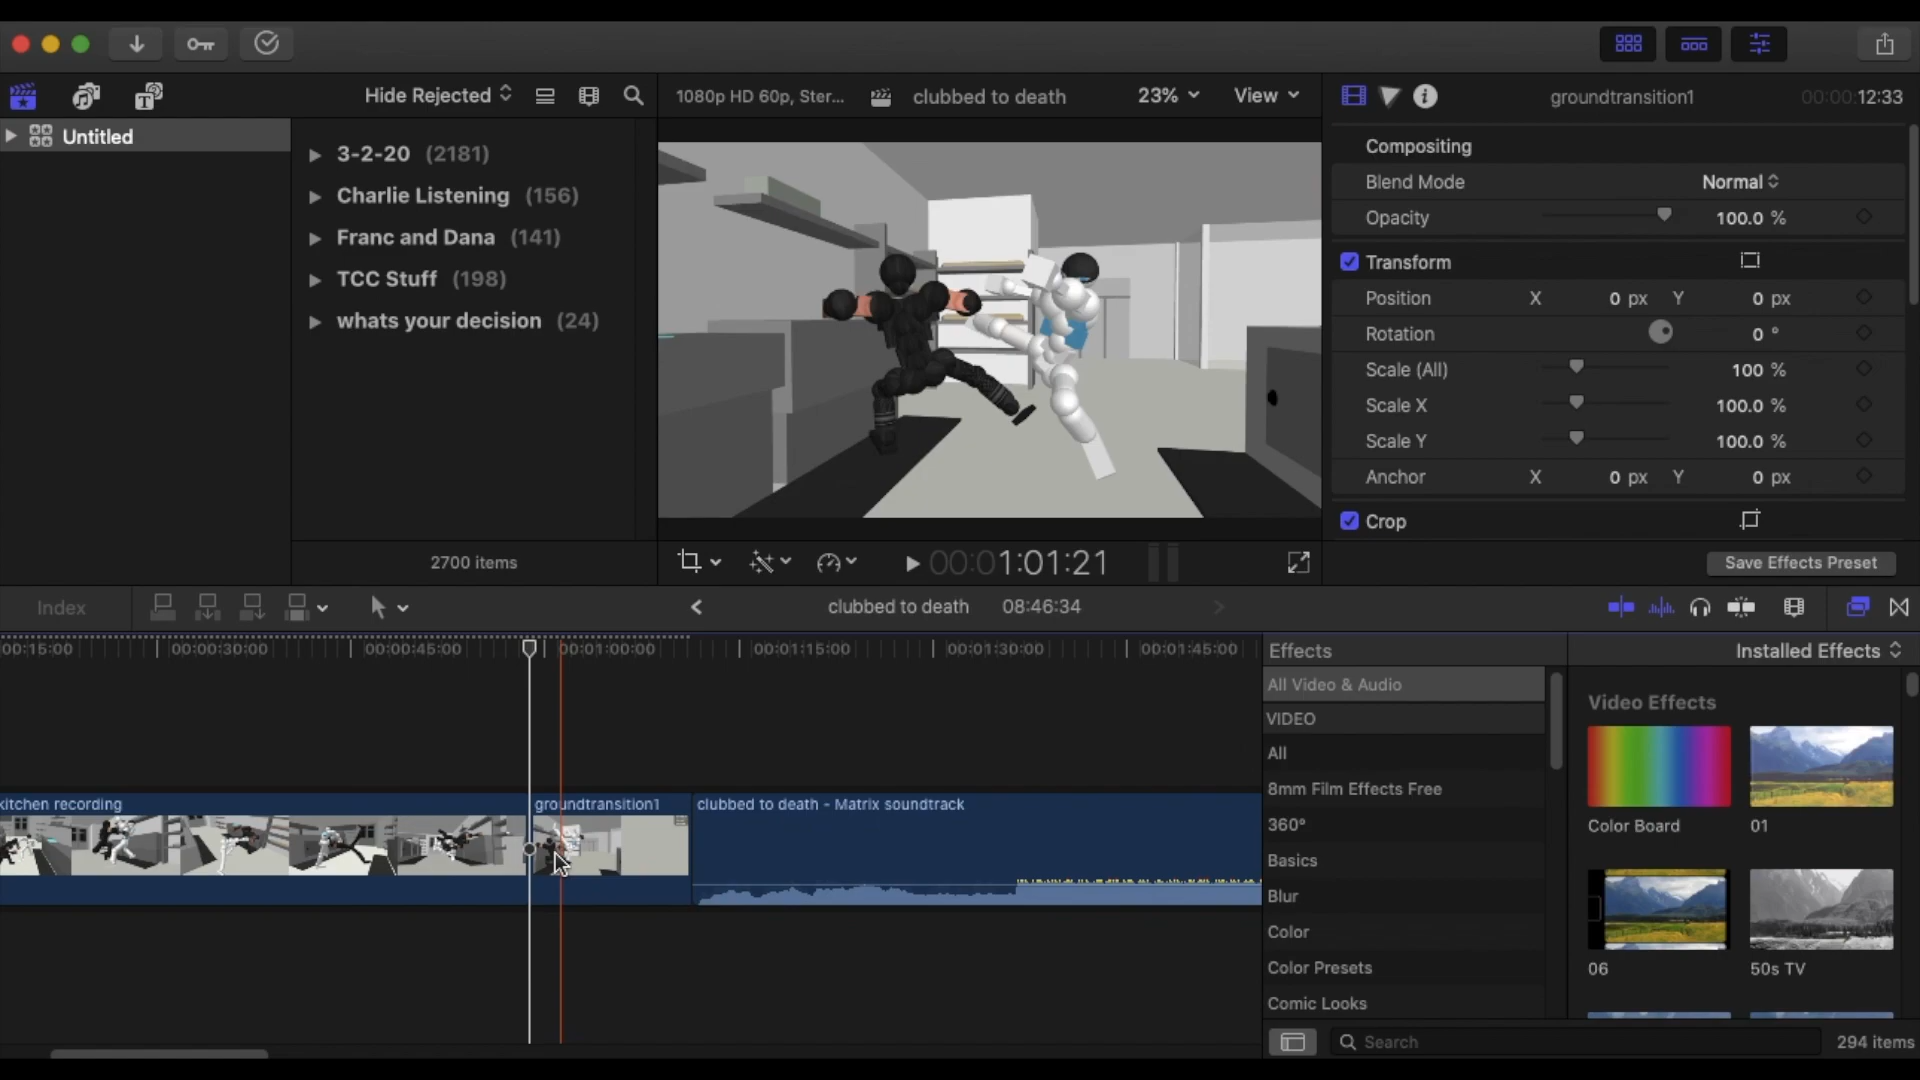 Hide Rejected
1080p HD 60p, Ster...
clubbed to death
23%
View
groundtransition1
00:00:12:33
Untitled
3-2-20 (2181)
Charlie Listening (156)
Franc and Dana (141)
TCC Stuff (198)
whats your decision (24)
2700 items
Compositing
Blend Mode Normal
Opacity 100.0 %
Transform
Position X 0 px Y 0 px
Rotation 0 °
Scale (All) 100 %
Scale X 100.0 %
Scale Y 100.0 %
Anchor X 0 px Y 0 px
Crop
00:01:01:21
Save Effects Preset
Index
clubbed to death 08:46:34
00:15:00
00:00:30:00
00:00:45:00
00:01:00:00
00:01:15:00
00:01:30:00
00:01:45:00
kitchen recording
groundtransition1
clubbed to death - Matrix soundtrack
Effects
Installed Effects
All Video & Audio
VIDEO
All
8mm Film Effects Free
360°
Basics
Blur
Color
Color Presets
Comic Looks
Video Effects
Color Board
01
06
50s TV
Search
294 items